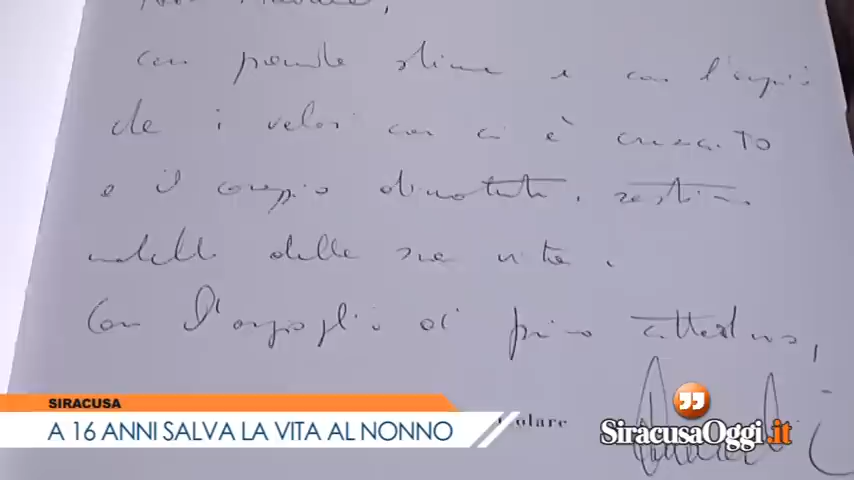 con grande stima e con l'augurio
che i valori con cui è cresciuto
e il coraggio dimostrato, restino
modello della sua vita.
Con l'orgoglio di primo cittadino,
colare
SIRACUSA
A 16 ANNI SALVA LA VITA AL NONNO
SiracusaOggi.it